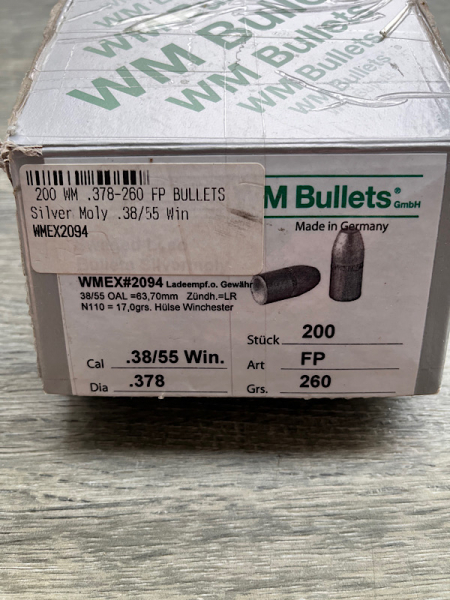 WM Bullets
WM Bullets
WM Bullets
200 WM .378-260 FP BULLETS
Silver Moly .38/55 Win
WMEX2094
M Bullets® GmbH
Made in Germany
WMEX#2094 Ladeempf.o. Gewähr
38/55 OAL =63,70mm Zündh.=LR
N110 = 17,0grs. Hülse Winchester
Stück 200
Cal .38/55 Win. Art FP
Dia .378 Grs. 260